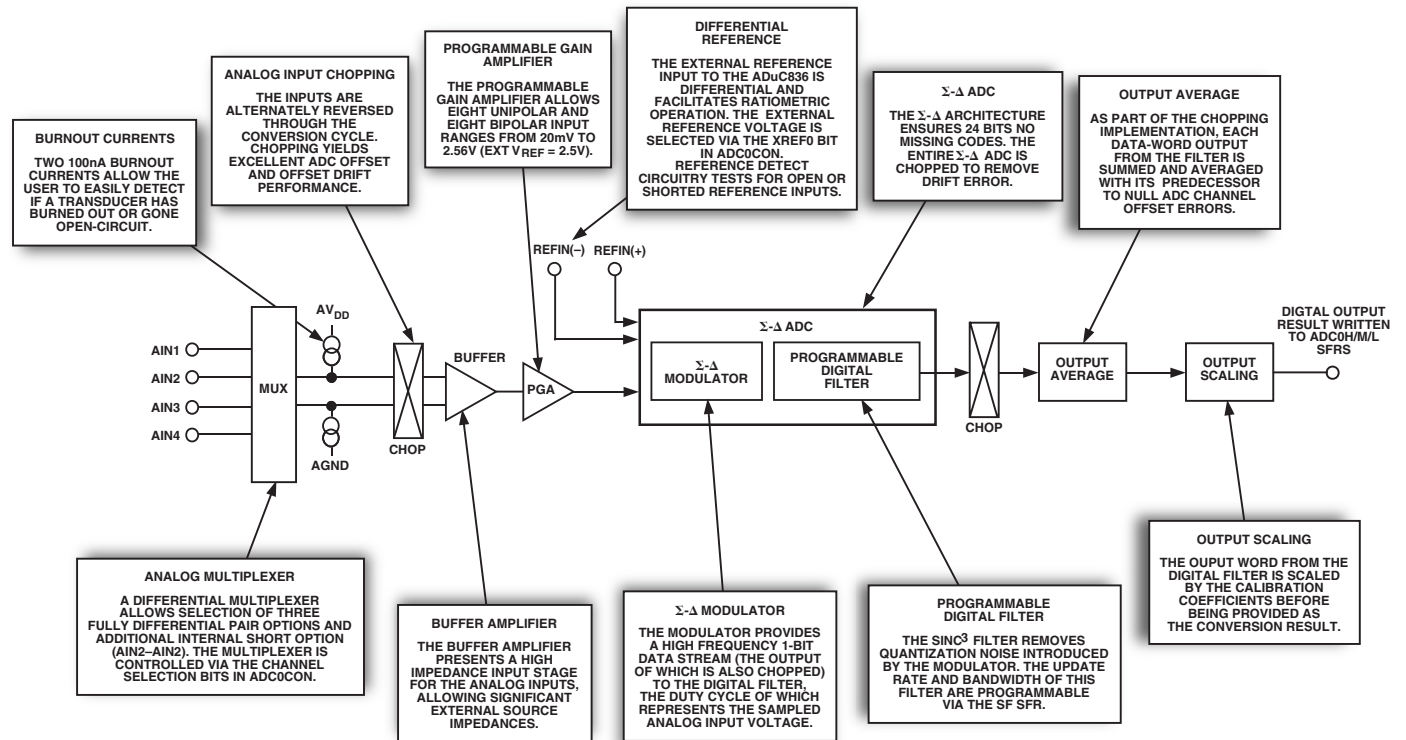 BURNOUT CURRENTS
TWO 100nA BURNOUT
CURRENTS ALLOW THE
USER TO EASILY DETECT
IF A TRANSDUCER HAS
BURNED OUT OR GONE
OPEN-CIRCUIT.
ANALOG INPUT CHOPPING
THE INPUTS ARE
ALTERNATELY REVERSED
THROUGH THE
CONVERSION CYCLE.
CHOPPING YIELDS
EXCELLENT ADC OFFSET
AND OFFSET DRIFT
PERFORMANCE.
PROGRAMMABLE GAIN
AMPLIFIER
THE PROGRAMMABLE
GAIN AMPLIFIER ALLOWS
EIGHT UNIPOLAR AND
EIGHT BIPOLAR INPUT
RANGES FROM 20mV TO
2.56V (EXT VREF = 2.5V).
DIFFERENTIAL
REFERENCE
THE EXTERNAL REFERENCE
INPUT TO THE ADuC836 IS
DIFFERENTIAL AND
FACILITATES RATIOMETRIC
OPERATION. THE EXTERNAL
REFERENCE VOLTAGE IS
SELECTED VIA THE XREF0 BIT
IN ADC0CON.
REFERENCE DETECT
CIRCUITRY TESTS FOR OPEN OR
SHORTED REFERENCE INPUTS.
Σ-Δ ADC
THE Σ-Δ ARCHITECTURE
ENSURES 24 BITS NO
MISSING CODES. THE
ENTIRE Σ-Δ ADC IS
CHOPPED TO REMOVE
DRIFT ERROR.
OUTPUT AVERAGE
AS PART OF THE CHOPPING
IMPLEMENTATION, EACH
DATA-WORD OUTPUT
FROM THE FILTER IS
SUMMED AND AVERAGED
WITH ITS PREDECESSOR
TO NULL ADC CHANNEL
OFFSET ERRORS.
REFIN(–) REFIN(+)
AIN1
AIN2
AIN3
AIN4
MUX
AVDD
AGND
CHOP
BUFFER
PGA
Σ-Δ ADC
Σ-Δ
MODULATOR
PROGRAMMABLE
DIGITAL
FILTER
CHOP
OUTPUT
AVERAGE
OUTPUT
SCALING
DIGTAL OUTPUT
RESULT WRITTEN
TO ADC0H/M/L
SFRS
ANALOG MULTIPLEXER
A DIFFERENTIAL MULTIPLEXER
ALLOWS SELECTION OF THREE
FULLY DIFFERENTIAL PAIR OPTIONS AND
ADDITIONAL INTERNAL SHORT OPTION
(AIN2–AIN2). THE MULTIPLEXER IS
CONTROLLED VIA THE CHANNEL
SELECTION BITS IN ADC0CON.
BUFFER AMPLIFIER
THE BUFFER AMPLIFIER
PRESENTS A HIGH
IMPEDANCE INPUT STAGE
FOR THE ANALOG INPUTS,
ALLOWING SIGNIFICANT
EXTERNAL SOURCE
IMPEDANCES.
Σ-Δ MODULATOR
THE MODULATOR PROVIDES
A HIGH FREQUENCY 1-BIT
DATA STREAM (THE OUTPUT
OF WHICH IS ALSO CHOPPED)
TO THE DIGITAL FILTER,
THE DUTY CYCLE OF WHICH
REPRESENTS THE SAMPLED
ANALOG INPUT VOLTAGE.
PROGRAMMABLE
DIGITAL FILTER
THE SINC3 FILTER REMOVES
QUANTIZATION NOISE INTRODUCED
BY THE MODULATOR. THE UPDATE
RATE AND BANDWIDTH OF THIS
FILTER ARE PROGRAMMABLE
VIA THE SF SFR.
OUTPUT SCALING
THE OUPUT WORD FROM THE
DIGITAL FILTER IS SCALED
BY THE CALIBRATION
COEFFICIENTS BEFORE
BEING PROVIDED AS
THE CONVERSION RESULT.